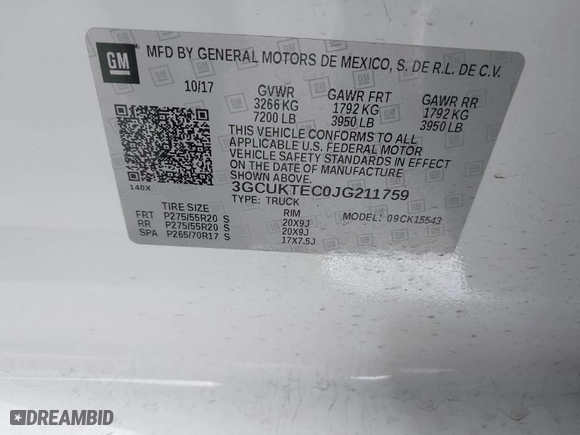 GM
MFD BY GENERAL MOTORS DE MEXICO, S. DE R.L. DE C.V.
10/17 GVWR GAWR FRT GAWR RR
3266 KG 1792 KG 1792 KG
7200 LB 3950 LB 3950 LB
THIS VEHICLE CONFORMS TO ALL
APPLICABLE U.S. FEDERAL MOTOR
VEHICLE SAFETY STANDARDS IN EFFECT
ON THE DATE OF MANUFACTURE
140X 3GCUKTEC0JG211759
TYPE: TRUCK MODEL: 09CK15543
TIRE SIZE RIM
FRT P275/55R20 S 20X9J
RR P275/55R20 S 20X9J
SPA P265/70R17 S 17X7.5J
DREAMBID